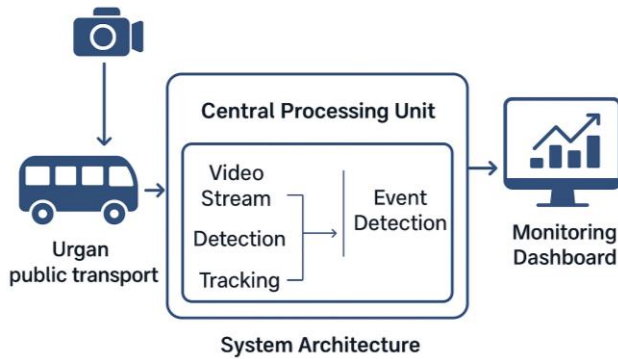 Central Processing Unit
Video
Stream
Detection
Tracking
Event
Detection
Urgan
public transport
Monitoring
Dashboard
System Architecture